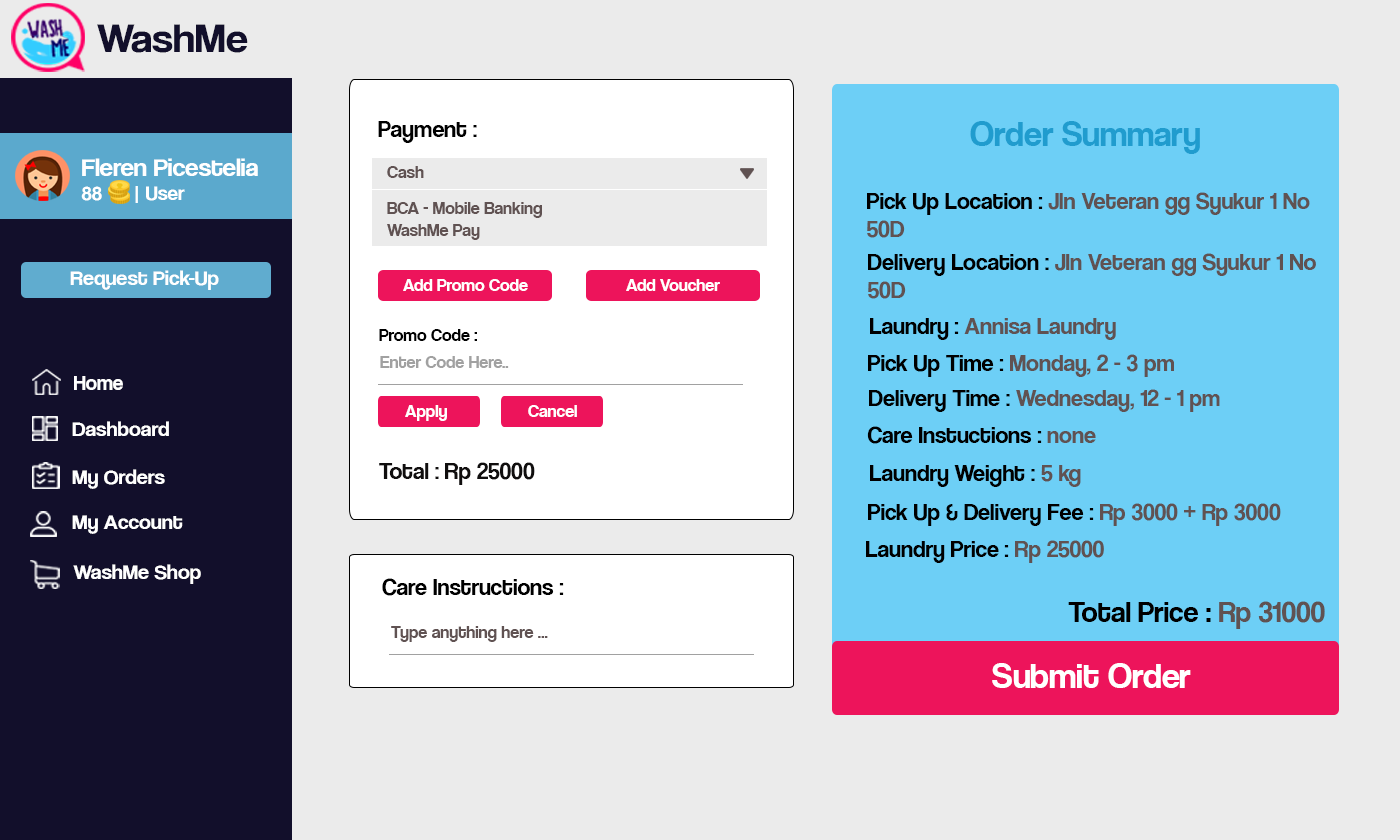 WASH
ME
WashMe
Fleren Picestelia
88 | User
Request Pick-Up
Home
Dashboard
My Orders
My Account
WashMe Shop
Payment :
Cash
BCA - Mobile Banking
WashMe Pay
Add Promo Code
Add Voucher
Promo Code :
Enter Code Here..
Apply
Cancel
Total : Rp 25000
Care Instructions :
Type anything here ...
Order Summary
Pick Up Location : Jln Veteran gg Syukur 1 No
50D
Delivery Location : Jln Veteran gg Syukur 1 No
50D
Laundry : Annisa Laundry
Pick Up Time : Monday, 2 - 3 pm
Delivery Time : Wednesday, 12 - 1 pm
Care Instuctions : none
Laundry Weight : 5 kg
Pick Up & Delivery Fee : Rp 3000 + Rp 3000
Laundry Price : Rp 25000
Total Price : Rp 31000
Submit Order